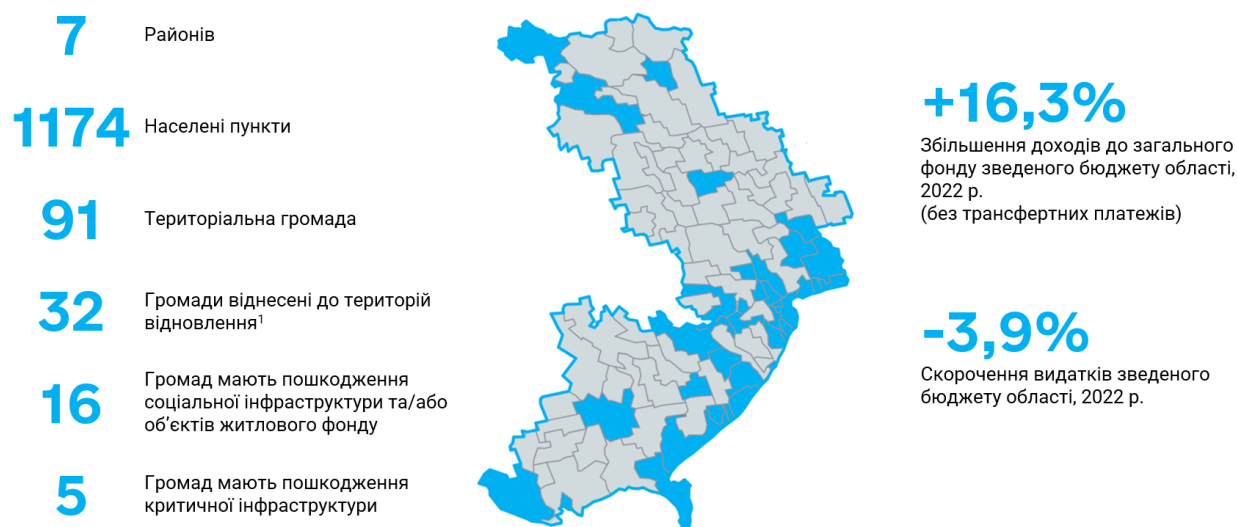 7
Районів
1174
Населені пункти
91
Територіальна громада
32
Громади віднесені до територій
відновлення¹
16
Громад мають пошкодження
соціальної інфраструктури та/або
об’єктів житлового фонду
5
Громад мають пошкодження
критичної інфраструктури
+16,3%
Збільшення доходів до загального
фонду зведеного бюджету області,
2022 р.
(без трансфертних платежів)
-3,9%
Скорочення видатків зведеного
бюджету області, 2022 р.